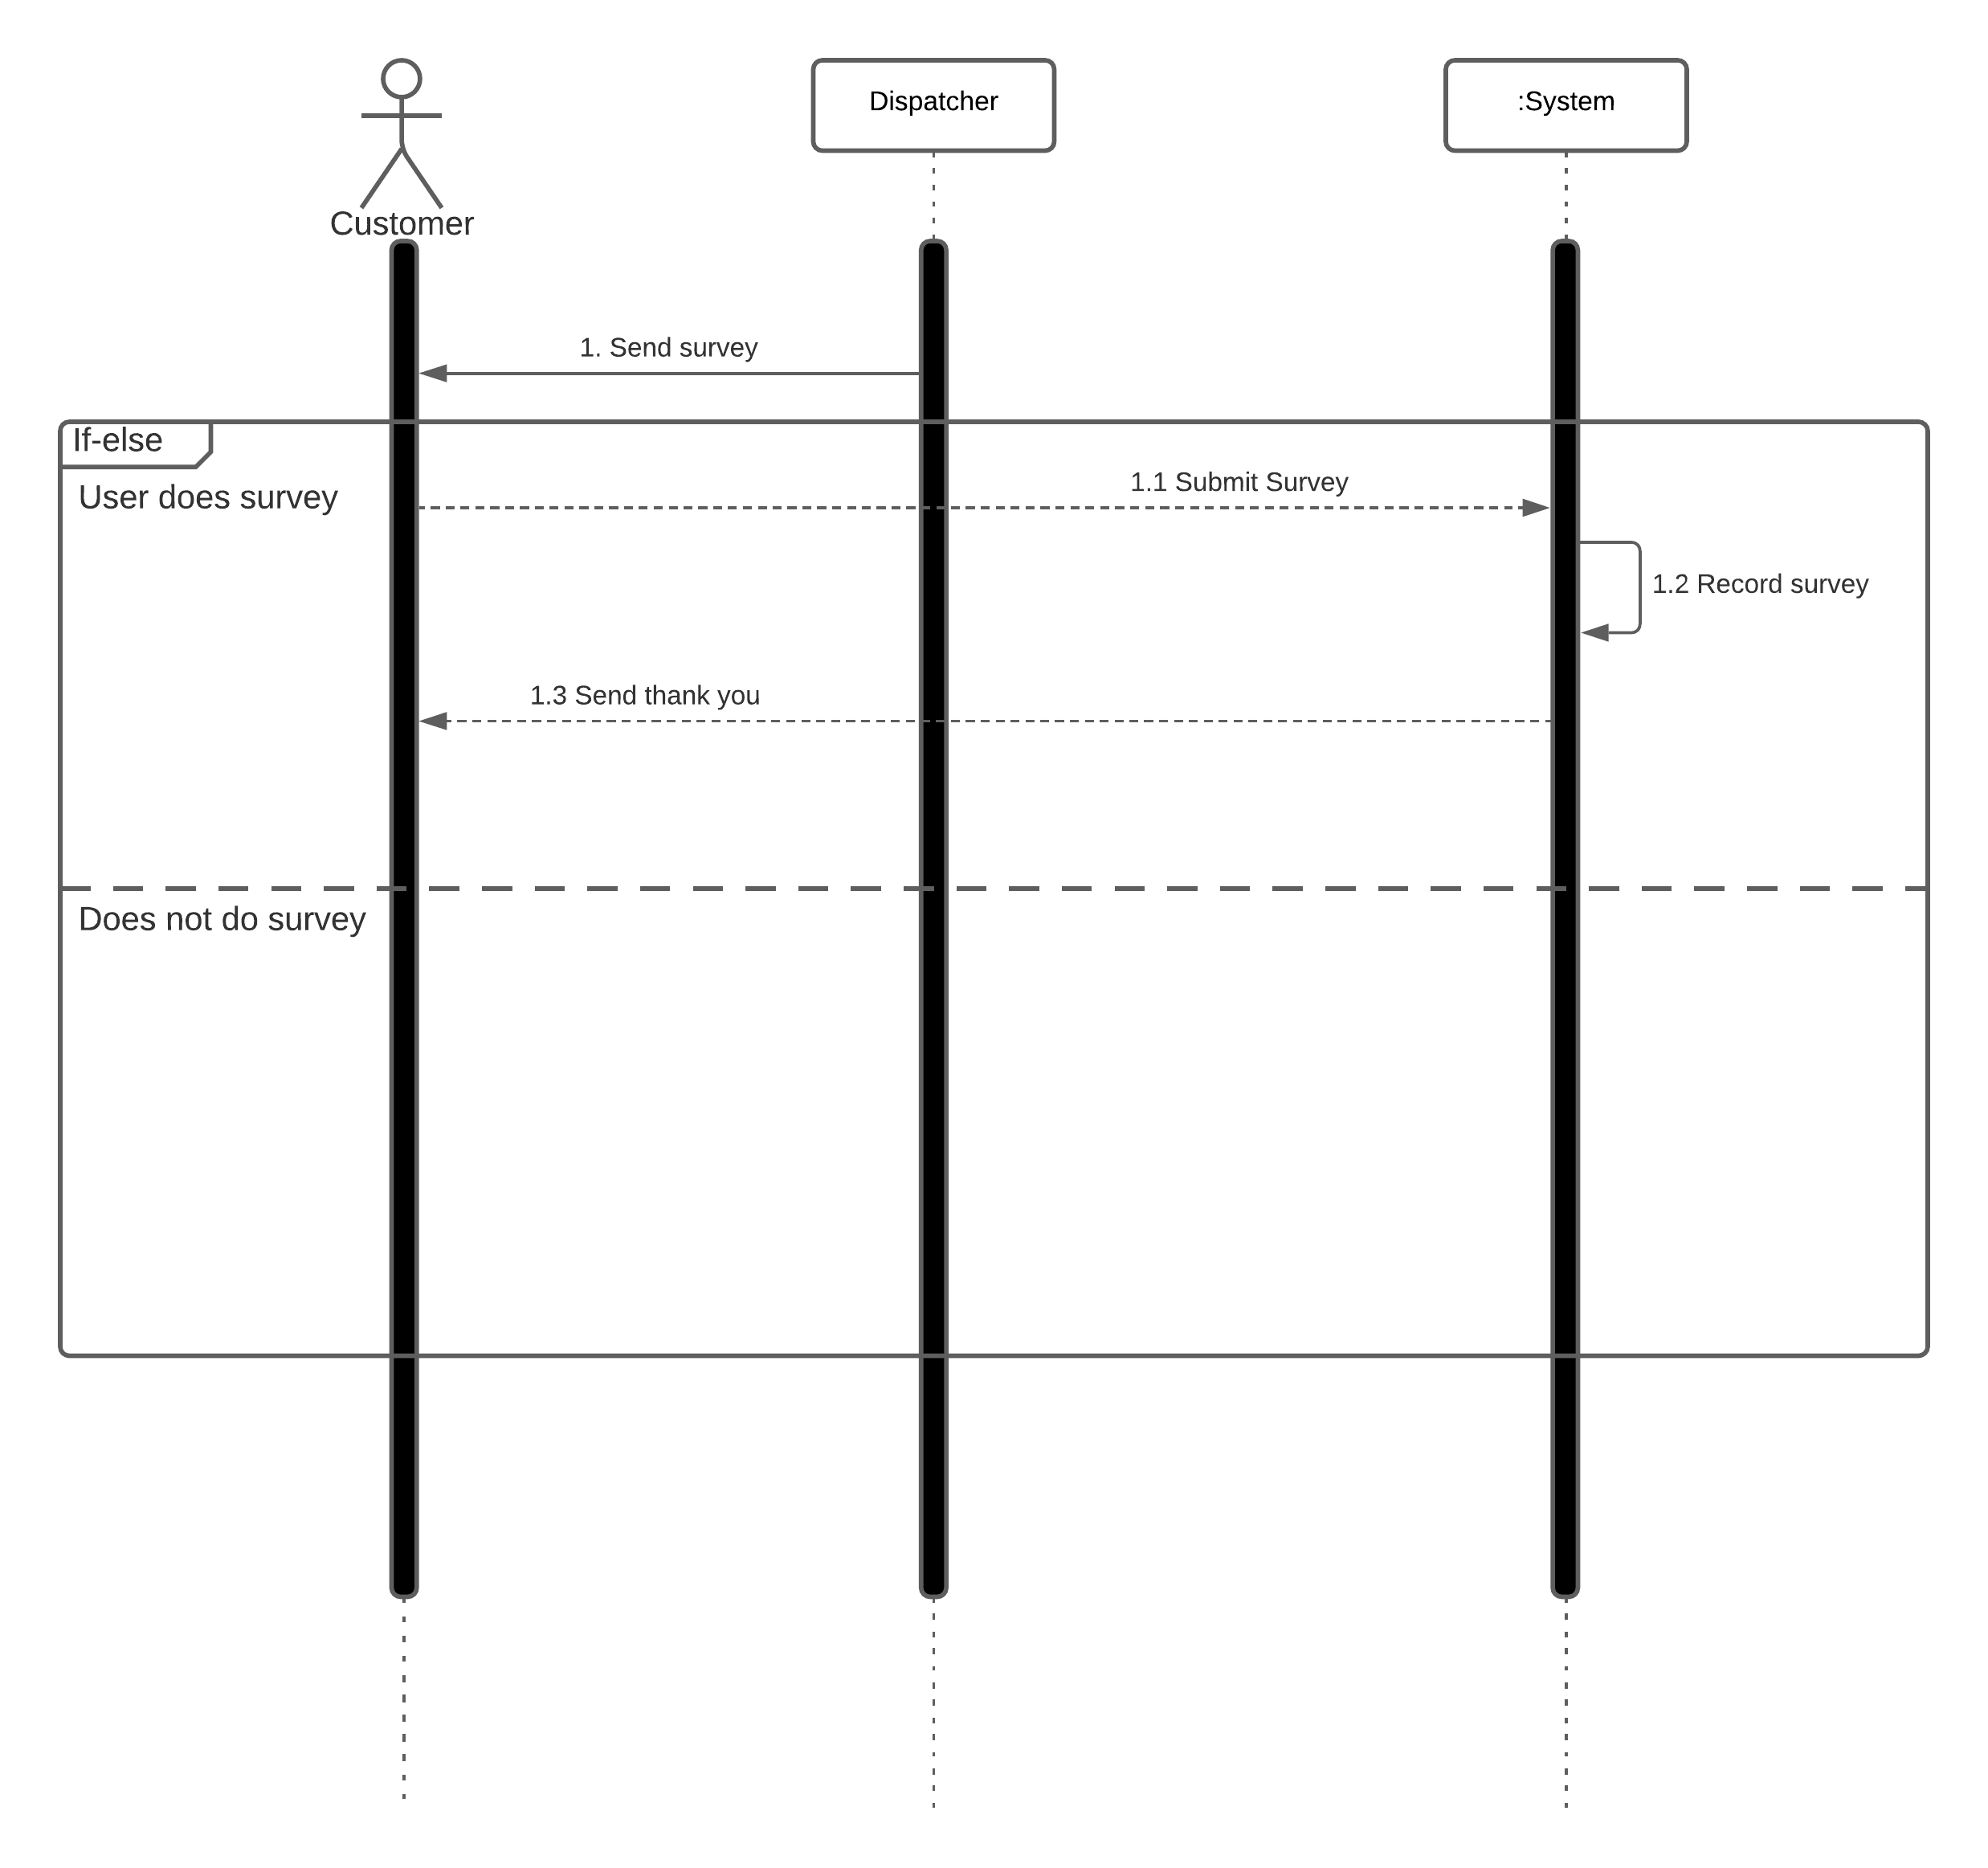 Customer
Dispatcher
:System
1. Send survey
If-else
User does survey
1.1 Submit Survey
1.2 Record survey
1.3 Send thank you
Does not do survey